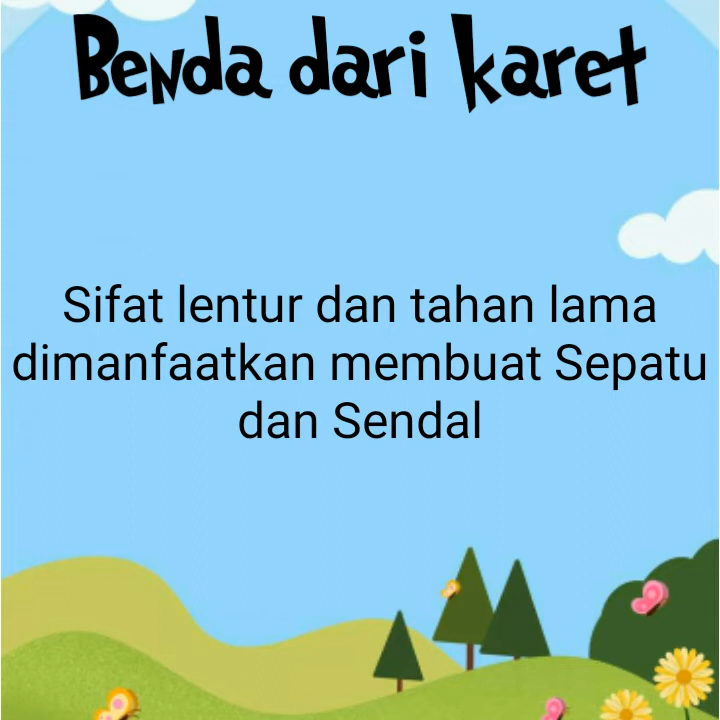 Benda dari karet
Sifat lentur dan tahan lama
dimanfaatkan membuat Sepatu
dan Sendal